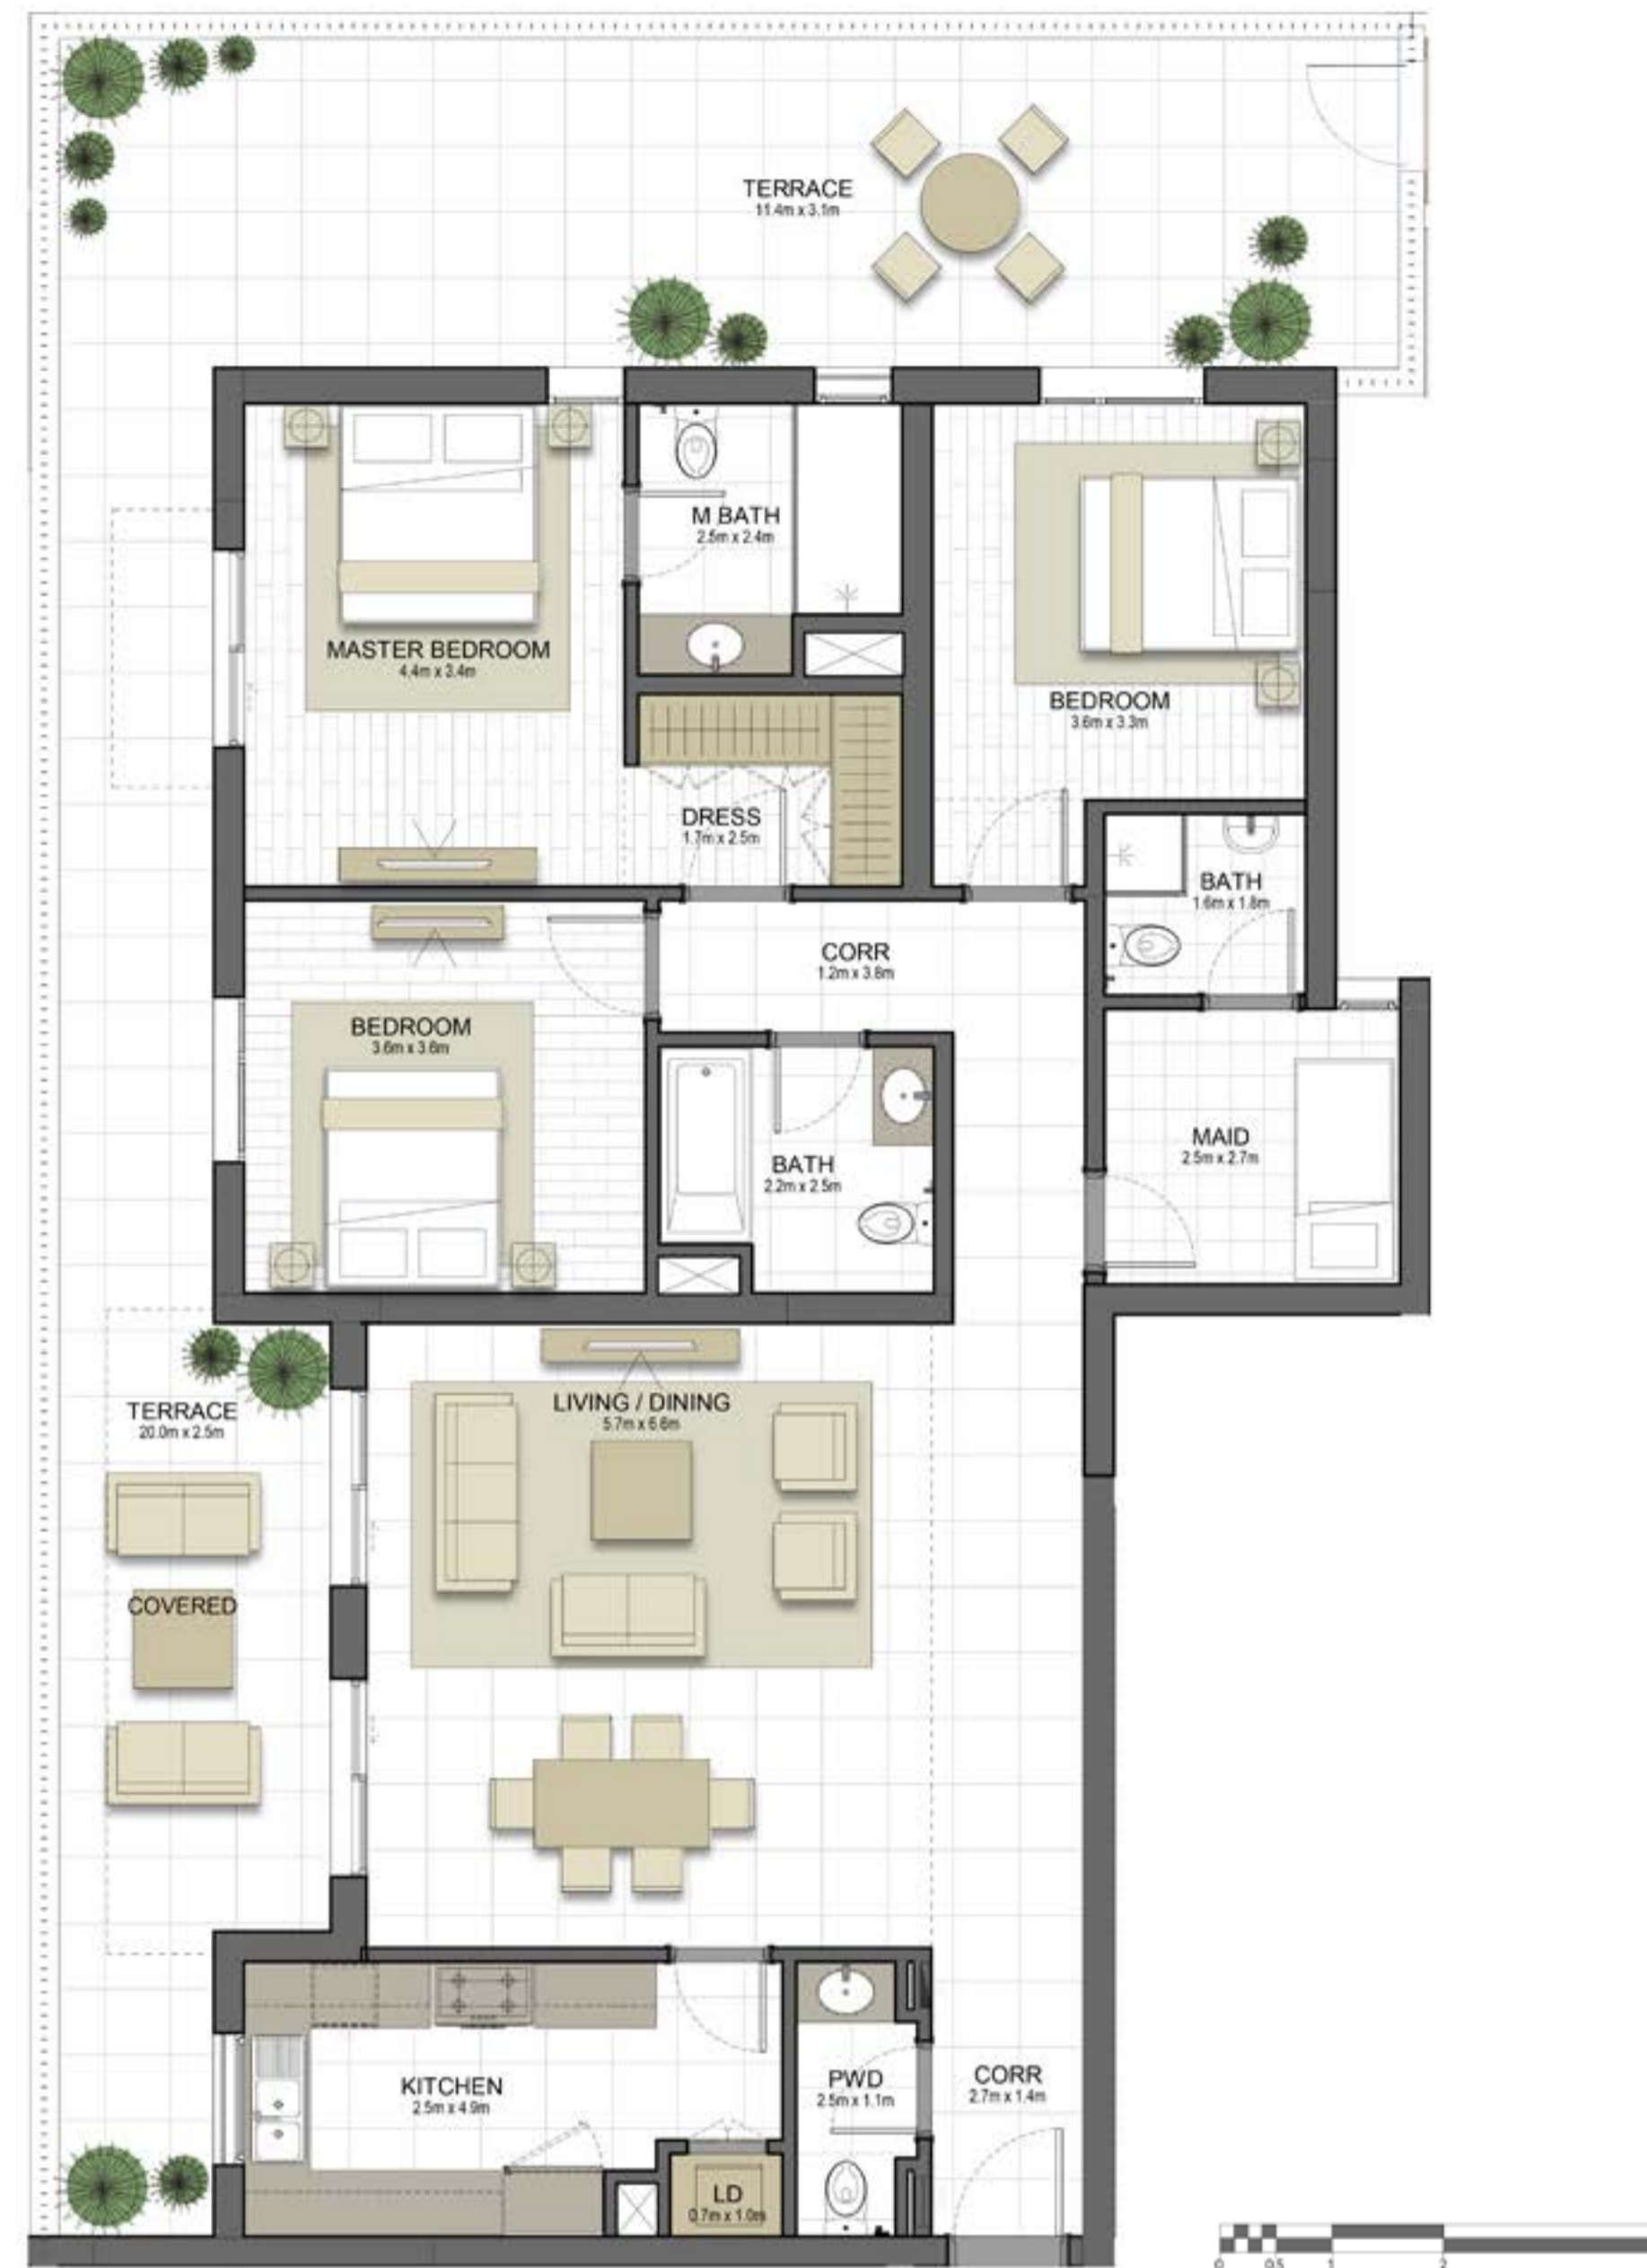 TERRACE
11.4m x 3.1m
M BATH
2.5m x 2.4m
MASTER BEDROOM
4.4m x 3.4m
BEDROOM
3.6m x 3.3m
DRESS
1.7m x 2.5m
BATH
1.6m x 1.8m
CORR
1.2m x 3.8m
BEDROOM
3.6m x 3.6m
MAID
2.5m x 2.7m
BATH
2.2m x 2.5m
LIVING / DINING
5.7m x 6.6m
TERRACE
20.0m x 2.5m
COVERED
KITCHEN
2.5m x 4.9m
PWD
2.5m x 1.1m
CORR
2.7m x 1.4m
LD
0.7m x 1.0m
0 0.5 1 2